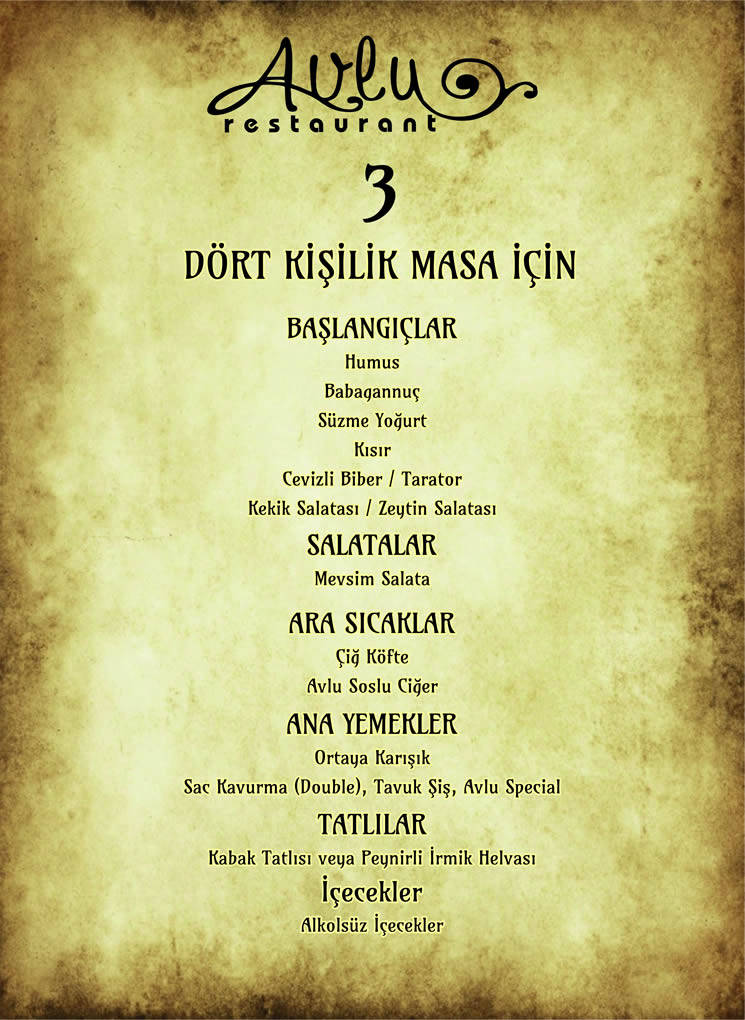 Avlu
restaurant
3
DÖRT KİŞİLİK MASA İÇİN
BAŞLANGIÇLAR
Humus
Babagannuç
Süzme Yoğurt
Kısır
Cevizli Biber / Tarator
Kekik Salatası / Zeytin Salatası
SALATALAR
Mevsim Salata
ARA SICAKLAR
Çiğ Köfte
Avlu Soslu Ciğer
ANA YEMEKLER
Ortaya Karışık
Sac Kavurma (Double), Tavuk Şiş, Avlu Special
TATLILAR
Kabak Tatlısı veya Peynirli İrmik Helvası
İçecekler
Alkolsüz İçecekler